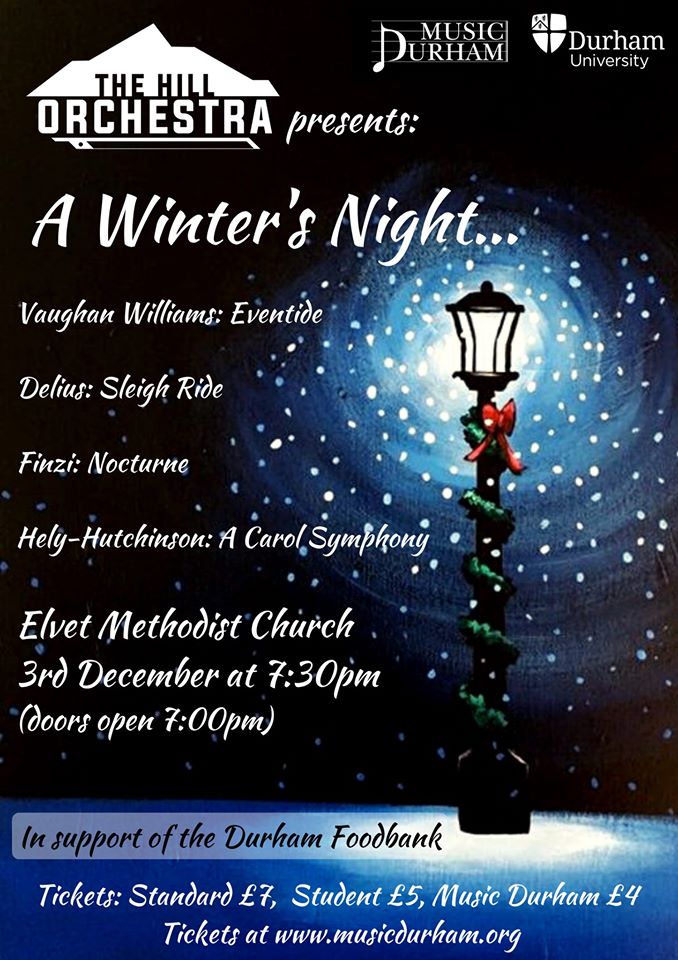 MUSIC
DURHAM
Durham
University
THE HILL
ORCHESTRA
presents:
A Winter's Night...
Vaughan Williams: Eventide
Delius: Sleigh Ride
Finzi: Nocturne
Hely-Hutchinson: A Carol Symphony
Elvet Methodist Church
3rd December at 7:30pm
(doors open 7:00pm)
In support of the Durham Foodbank
Tickets: Standard £7, Student £5, Music Durham £4
Tickets at www.musicdurham.org